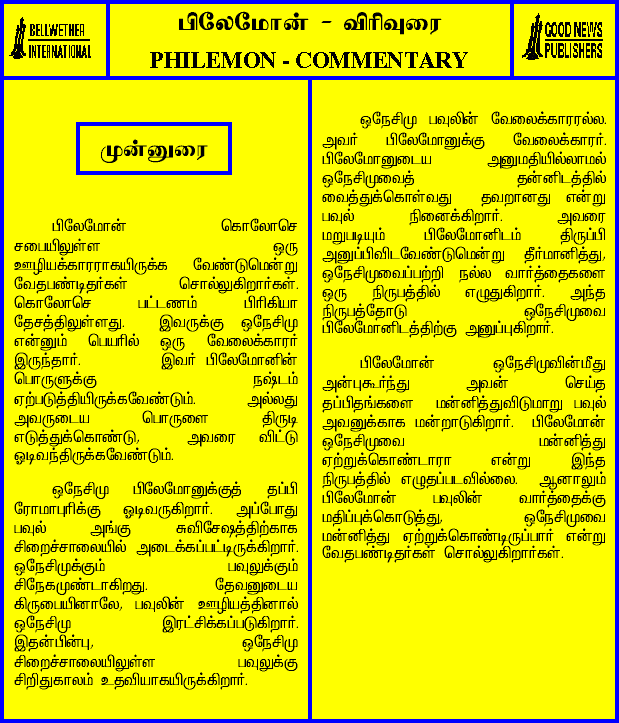 BELLWETHER
INTERNATIONAL
பிலேமோன் - விரிவுரை
PHILEMON - COMMENTARY
GOOD NEWS
PUBLISHERS
முன்னுரை
பிலேமோன் கொலோசெ
சபையிலுள்ள ஒரு
ஊழியக்காரராகயிருக்க வேண்டுமென்று
வேதபண்டிதர்கள் சொல்லுகிறார்கள்.
கொலோசெ பட்டணம் பிரிகியா
தேசத்திலுள்ளது. இவருக்கு ஒநேசிமு
என்னும் பெயரில் ஒரு வேலைக்காரர்
இருந்தார். இவர் பிலேமோனின்
பொருளுக்கு நஷ்டம்
ஏற்படுத்தியிருக்கவேண்டும். அல்லது
அவருடைய பொருளை திருடி
எடுத்துக்கொண்டு, அவரை விட்டு
ஓடிவந்திருக்கவேண்டும்.
ஒநேசிமு பிலேமோனுக்குத் தப்பி
ரோமாபுரிக்கு ஓடிவருகிறார். அப்போது
பவுல் அங்கு சுவிசேஷத்திற்காக
சிறைச்சாலையில் அடைக்கப்பட்டிருக்கிறார்.
ஒநேசிமுக்கும் பவுலுக்கும்
சிநேகமுண்டாகிறது. தேவனுடைய
கிருபையினாலே, பவுலின் ஊழியத்தினால்
ஒநேசிமு இரட்சிக்கப்படுகிறார்.
இதன்பின்பு, ஒநேசிமு
சிறைச்சாலையிலுள்ள பவுலுக்கு
சிறிதுகாலம் உதவியாகயிருக்கிறார்.
ஒநேசிமு பவுலின் வேலைக்காரரல்ல.
அவர் பிலேமோனுக்கு வேலைக்காரர்.
பிலேமோனுடைய அனுமதியில்லாமல்
ஒநேசிமுவைத் தன்னிடத்தில்
வைத்துக்கொள்வது தவறானது என்று
பவுல் நினைக்கிறார். அவரை
மறுபடியும் பிலேமோனிடம் திருப்பி
அனுப்பிவிடவேண்டுமென்று தீர்மானித்து,
ஒநேசிமுவைப்பற்றி நல்ல வார்த்தைகளை
ஒரு நிருபத்தில் எழுதுகிறார். அந்த
நிருபத்தோடு ஒநேசிமுவை
பிலேமோனிடத்திற்கு அனுப்புகிறார்.
பிலேமோன் ஒநேசிமுவின்மீது
அன்புகூர்ந்து அவன் செய்த
தப்பிதங்களை மன்னித்துவிடுமாறு பவுல்
அவனுக்காக மன்றாடுகிறார். பிலேமோன்
ஒநேசிமுவை மன்னித்து
ஏற்றுக்கொண்டாரா என்று இந்த
நிருபத்தில் எழுதப்படவில்லை. ஆனாலும்
பிலேமோன் பவுலின் வார்த்தைக்கு
மதிப்புக்கொடுத்து, ஒநேசிமுவை
மன்னித்து ஏற்றுக்கொண்டிருப்பார் என்று
வேதபண்டிதர்கள் சொல்லுகிறார்கள்.